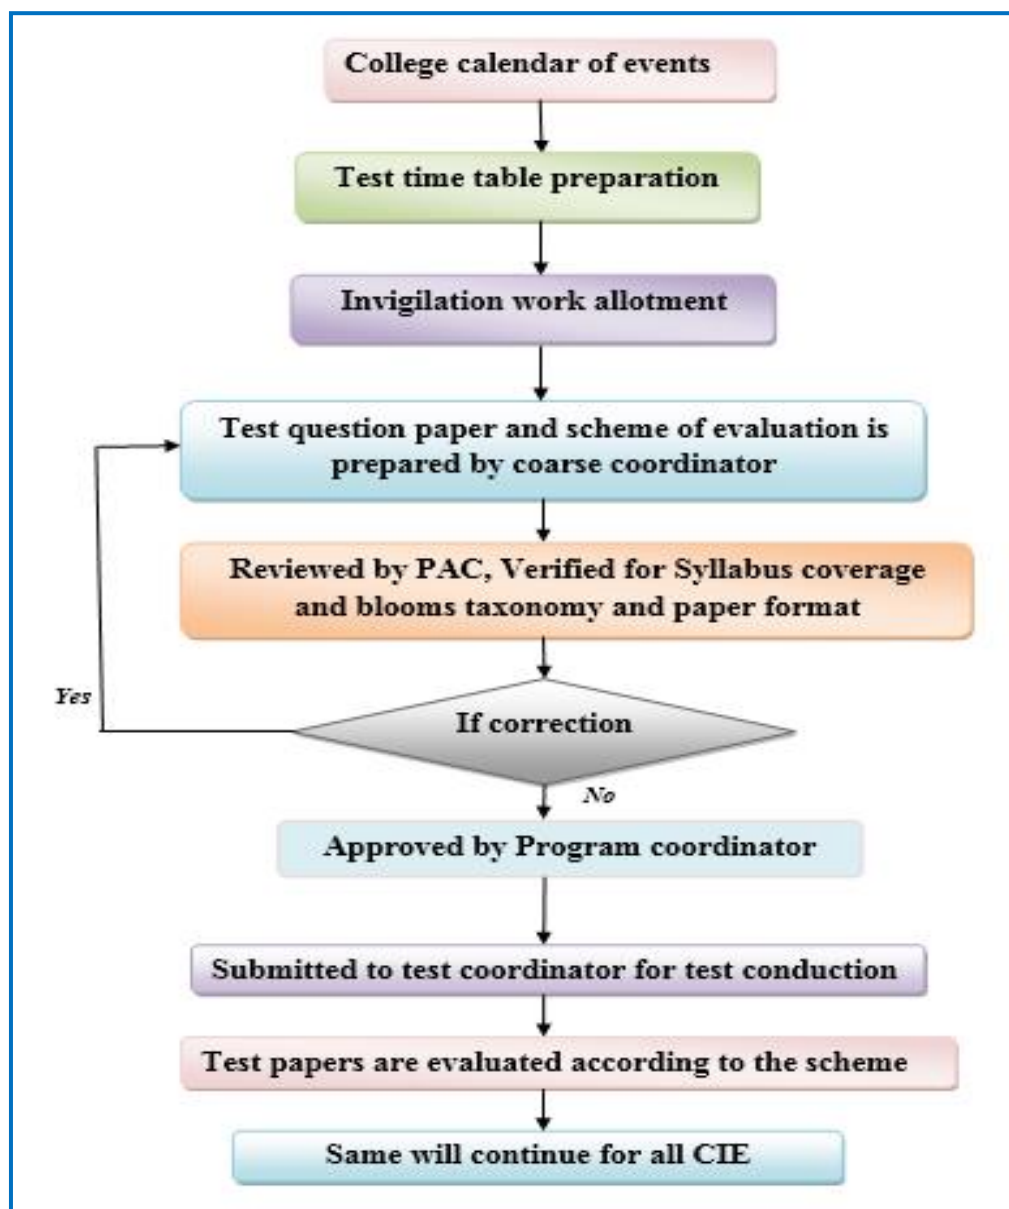 College calendar of events
Test time table preparation
Invigilation work allotment
Test question paper and scheme of evaluation is
prepared by coarse coordinator
Reviewed by PAC, Verified for Syllabus coverage
and blooms taxonomy and paper format
Yes
If correction
No
Approved by Program coordinator
Submitted to test coordinator for test conduction
Test papers are evaluated according to the scheme
Same will continue for all CIE